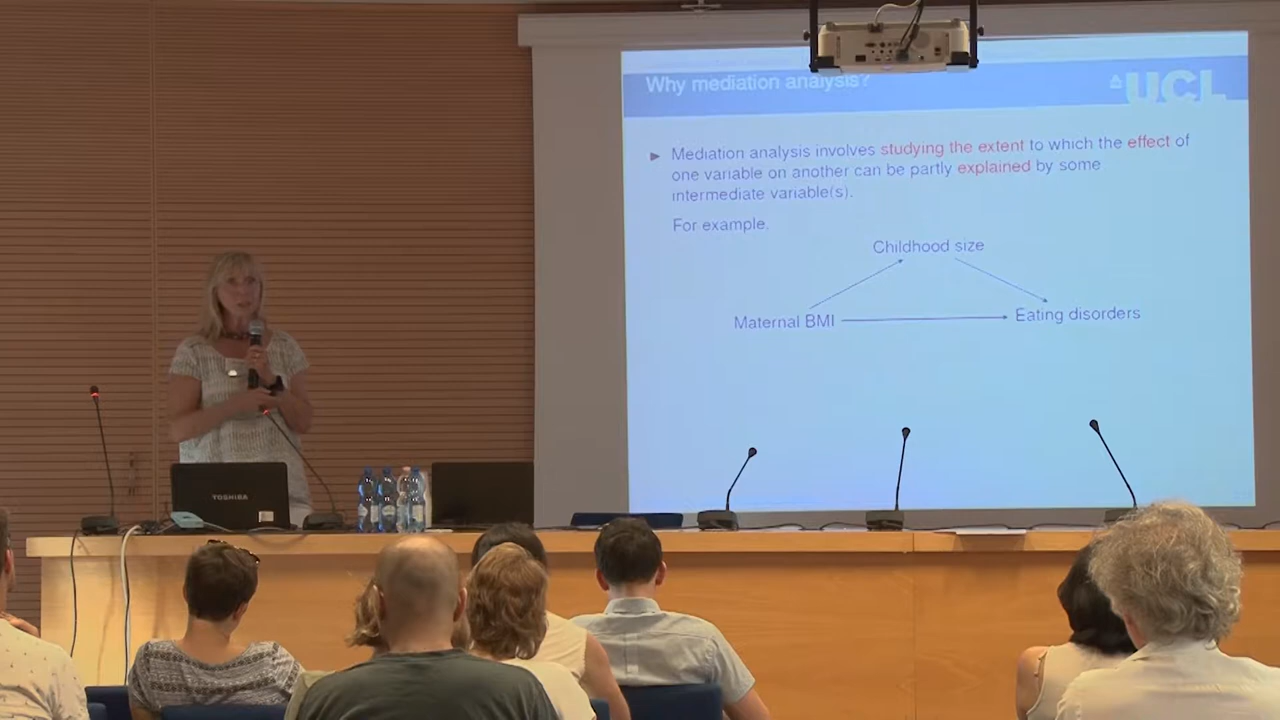 Why mediation analysis?
UCL
Mediation analysis involves studying the extent to which the effect of
one variable on another can be partly explained by some
intermediate variable(s).
For example.
Childhood size
Maternal BMI
Eating disorders
TOSHIBA